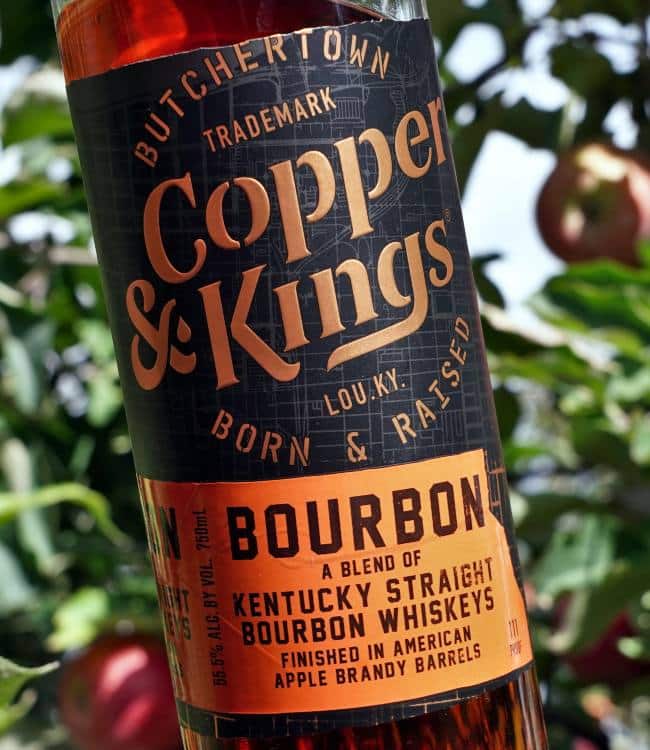 BUTCHERTOWN
TRADEMARK
Copper
& Kings®
LOU.KY.
BORN & RAISED
BOURBON
A BLEND OF
KENTUCKY STRAIGHT
BOURBON WHISKEYS
FINISHED IN AMERICAN
APPLE BRANDY BARRELS
55.5% ALC. BY VOL. 750mL
111
PROOF